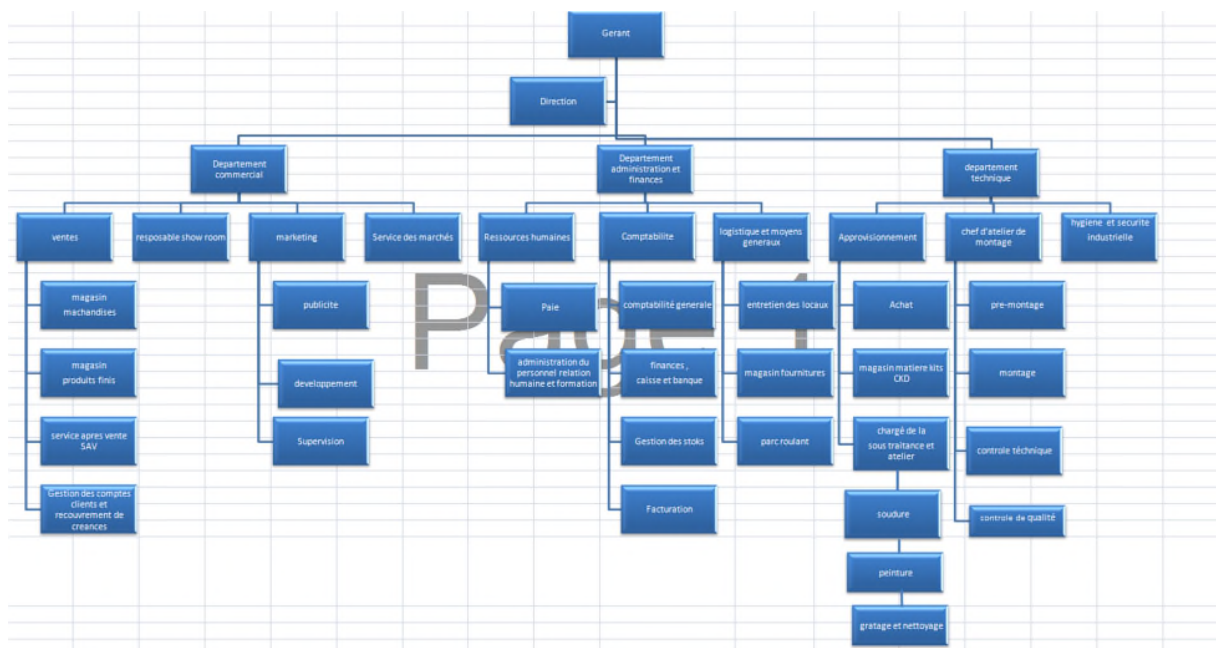 Gerant
Direction
Departement
commercial
Departement
administration et
finances
departement
technique
ventes
resposable show room
marketing
Service des marchés
Ressources humaines
Comptabilite
logistique et moyens
generaux
Approvisionnement
chef d'atelier de
montage
hygiene et securite
industrielle
magasin
machandises
publicite
Paie
comptabilité generale
entretien des locaux
Achat
pre-montage
magasin
produits finis
developpement
administration du
personnel relation
humaine et formation
finances ,
caisse et banque
magasin fournitures
magasin matiere kits
CKD
montage
service apres vente
SAV
Supervision
Gestion des stoks
parc roulant
chargé de la
sous traitance et
atelier
controle téchnique
Gestion des comptes
clients et
recouvrement de
creances
Facturation
soudure
controle de qualité
peinture
gratage et nettoyage
Page 1